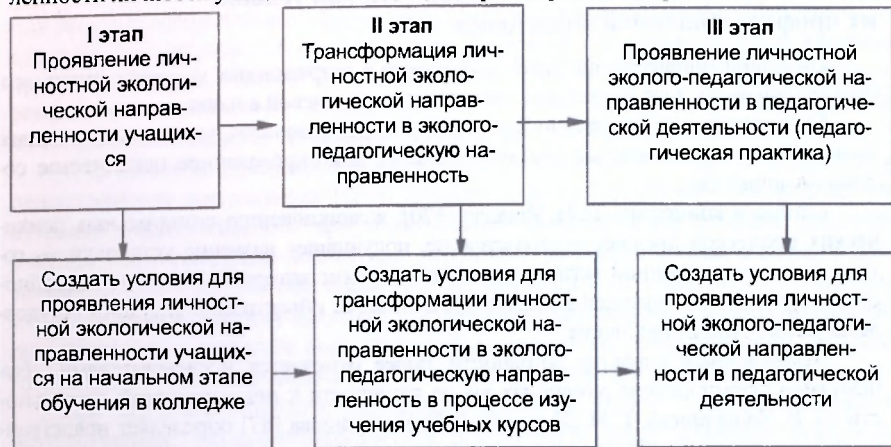 I этап
Проявление лич-
ностной экологи-
ческой направ-
ленности учащих-
ся
II этап
Трансформация лич-
ностной эколо-
гической направ-
ленности в эколого-
педагогическую на-
правленность
III этап
Проявление личностной
эколого-педагогической на-
правленности в педагогиче-
ской деятельности (педаго-
гическая практика)
Создать условия для
проявления личност-
ной экологической на-
правленности учащих-
ся на начальном этапе
обучения в колледже
Создать условия для
трансформации личност-
ной экологической на-
правленности в эколого-
педагогическую направ-
ленность в процессе изу-
чения учебных курсов
Создать условия для
проявления личност-
ной эколого-педагоги-
ческой направлен-
ности в педагогической
деятельности